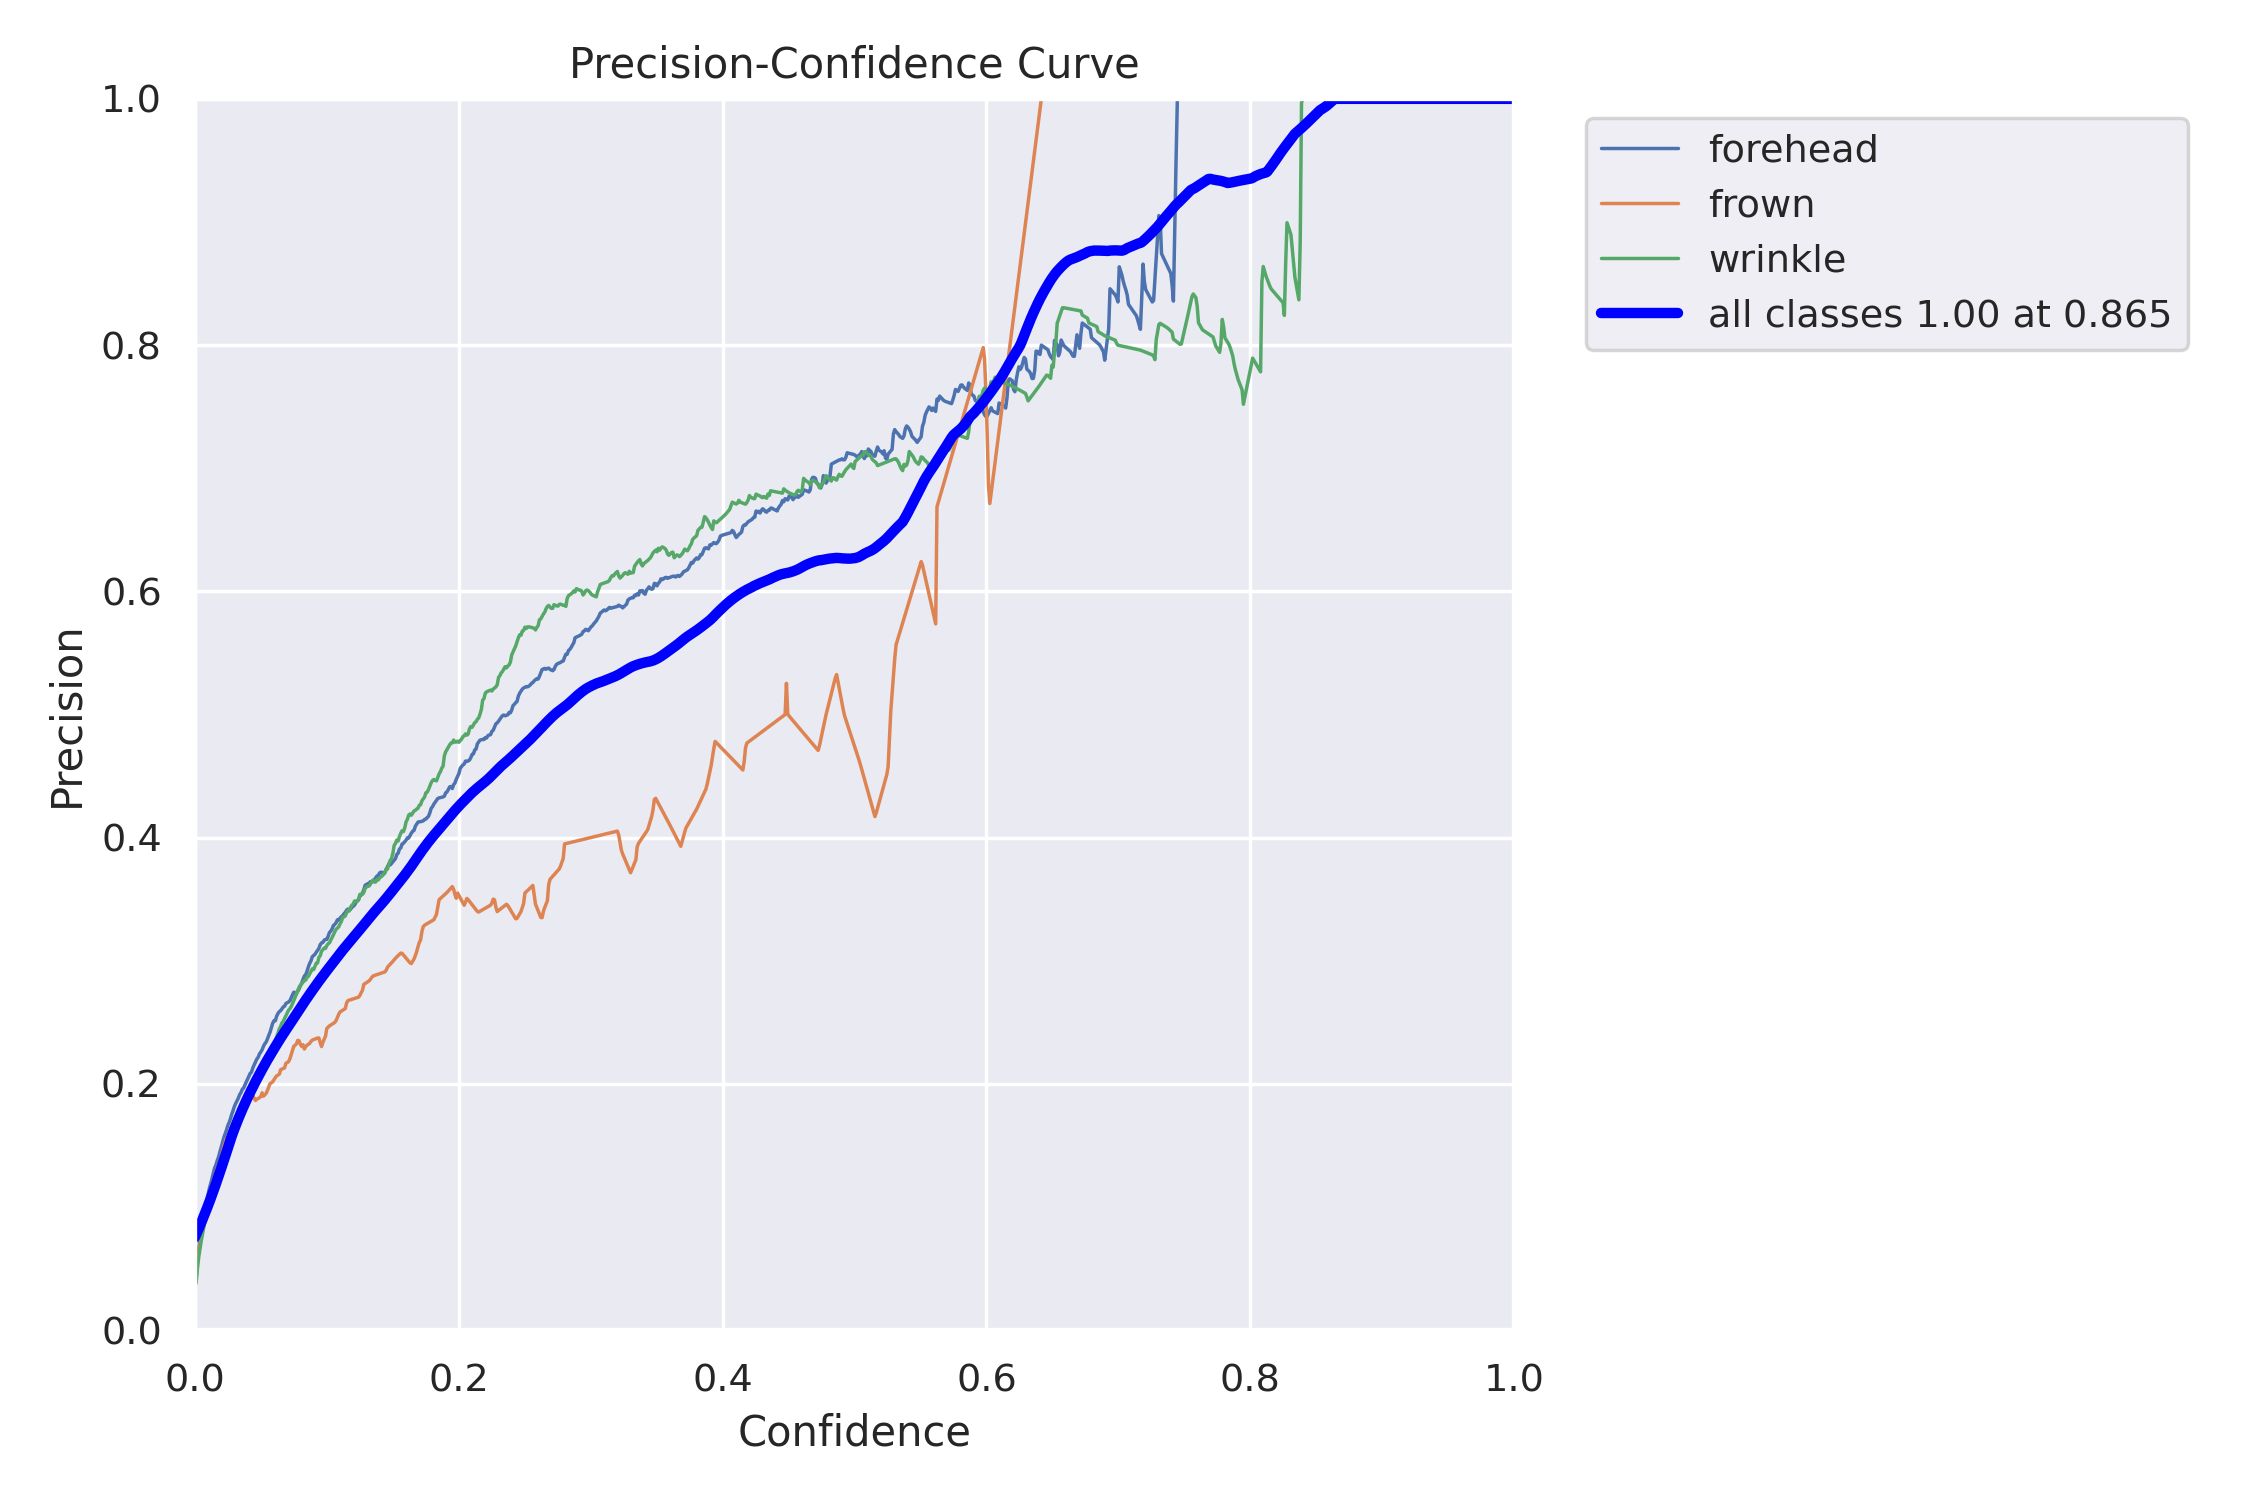 Precision-Confidence Curve
1.0
0.8
0.6
0.4
0.2
0.0
Precision
0.0 0.2 0.4 0.6 0.8 1.0
Confidence
forehead
frown
wrinkle
all classes 1.00 at 0.865